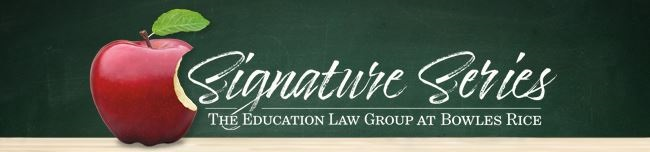 Signature Series
The Education Law Group at Bowles Rice